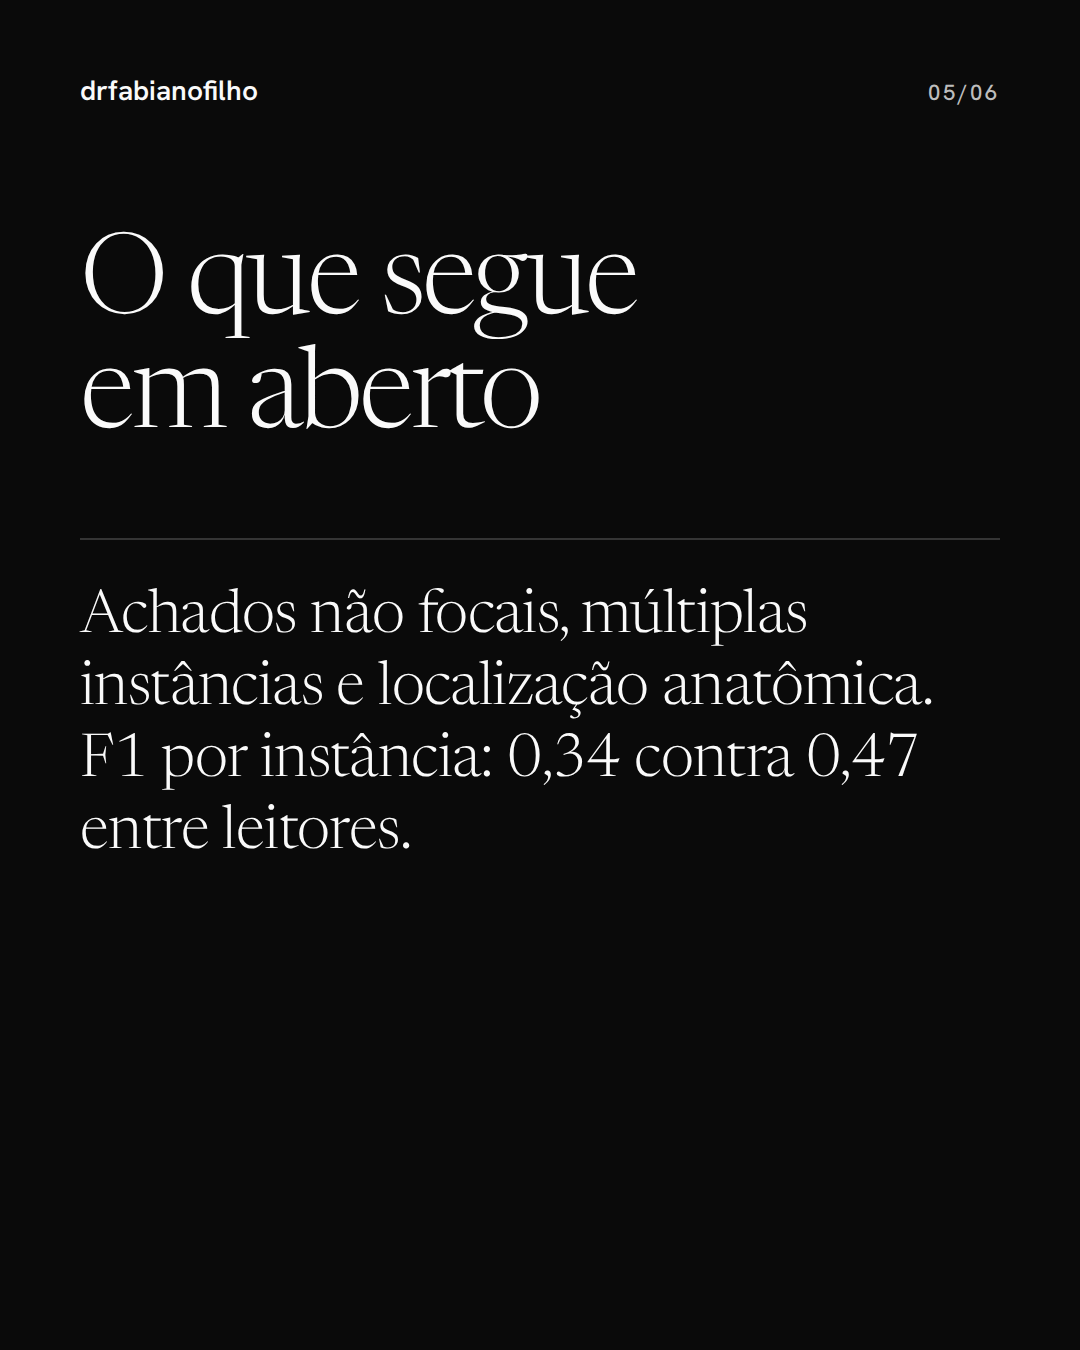 drfabianofilho
05/06
O que segue
em aberto
Achados não focais, múltiplas
instâncias e localização anatômica.
F1 por instância: 0,34 contra 0,47
entre leitores.